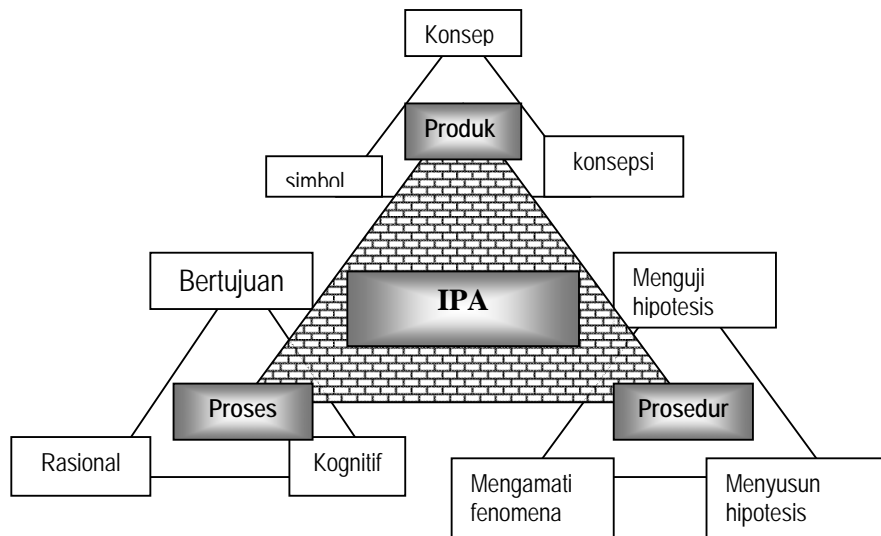 Konsep
Produk
simbol
konsepsi
Bertujuan
IPA
Menguji
hipotesis
Proses
Prosedur
Rasional
Kognitif
Mengamati
fenomena
Menyusun
hipotesis